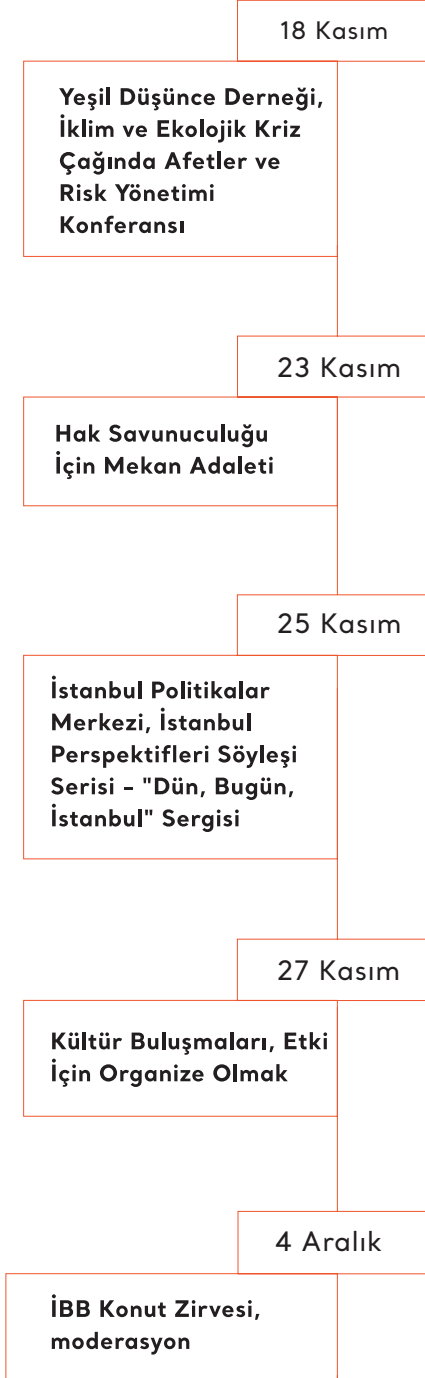 18 Kasım
Yeşil Düşünce Derneği,
İklim ve Ekolojik Kriz
Çağında Afetler ve
Risk Yönetimi
Konferansı
23 Kasım
Hak Savunuculuğu
İçin Mekan Adaleti
25 Kasım
İstanbul Politikalar
Merkezi, İstanbul
Perspektifleri Söyleşi
Serisi – "Dün, Bugün,
İstanbul" Sergisi
27 Kasım
Kültür Buluşmaları, Etki
İçin Organize Olmak
4 Aralık
İBB Konut Zirvesi,
moderasyon